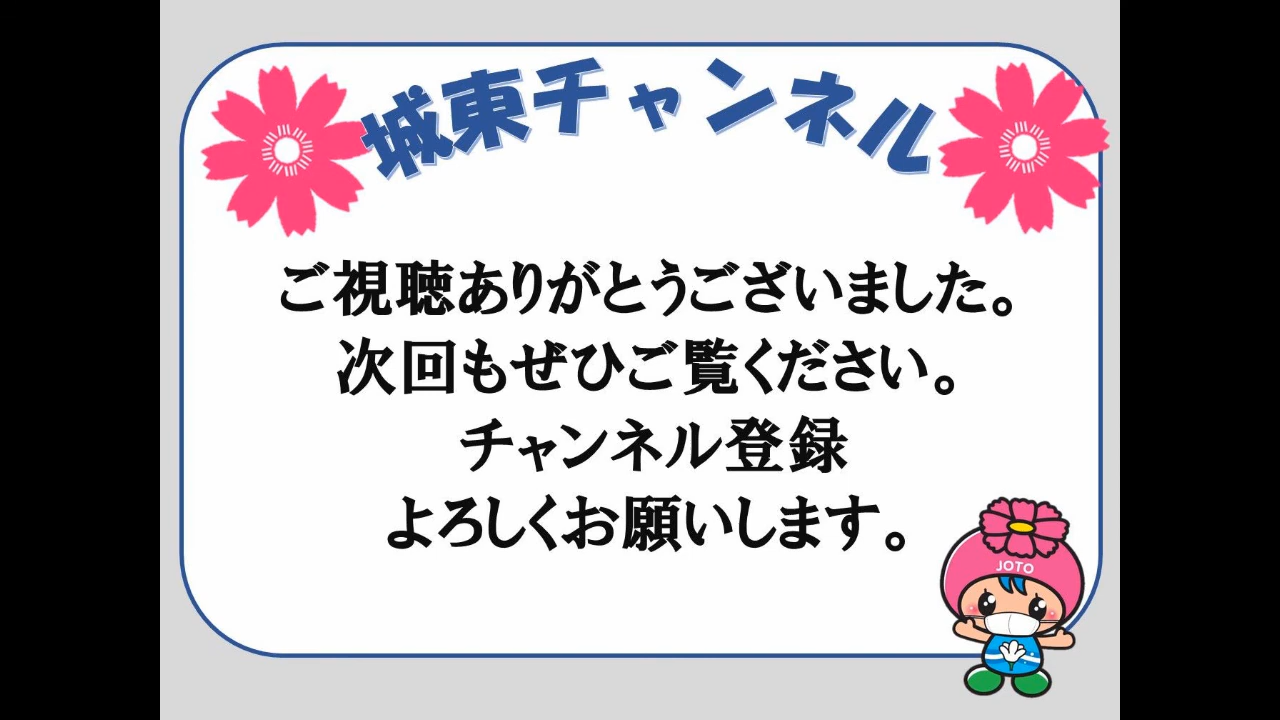 城東チャンネル
ご視聴ありがとうございました。
次回もぜひご覧ください。
チャンネル登録
よろしくお願いします。
JOTO